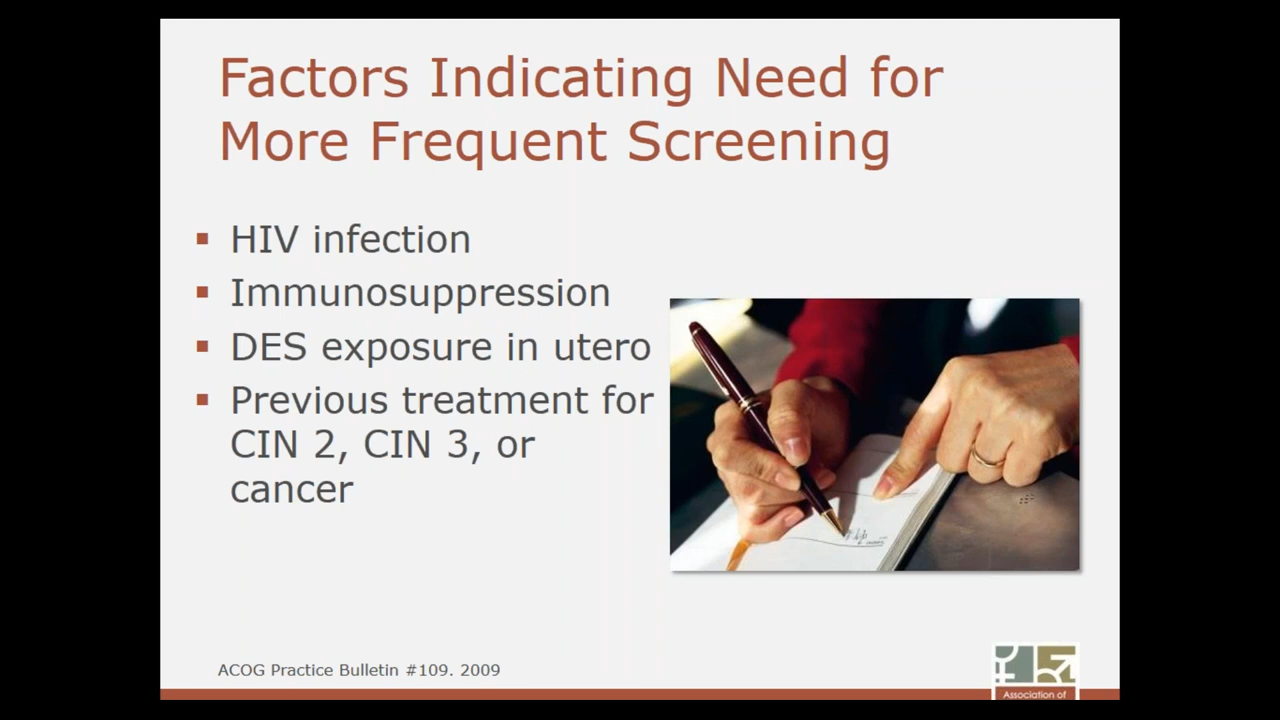 Factors Indicating Need for
More Frequent Screening
▪ HIV infection
▪ Immunosuppression
▪ DES exposure in utero
▪ Previous treatment for
CIN 2, CIN 3, or
cancer
ACOG Practice Bulletin #109. 2009
Association of